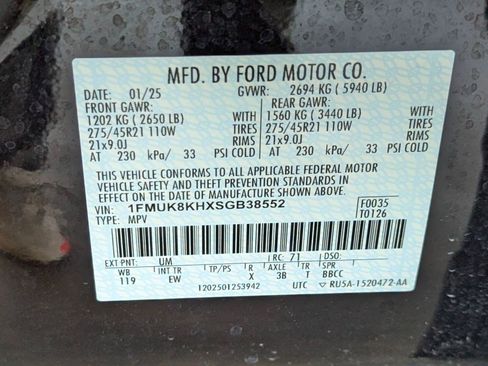 MFD. BY FORD MOTOR CO.
DATE: 01/25 GVWR: 2694 KG ( 5940 LB)
FRONT GAWR: REAR GAWR:
1202 KG ( 2650 LB) 1560 KG ( 3440 LB)
275/45R21 110W TIRES 275/45R21 110W
21x9.0J RIMS 21x9.0J
AT 230 kPa/ 33 PSI COLD AT 230 kPa/ 33 PSI COLD
THIS VEHICLE CONFORMS TO ALL APPLICABLE FEDERAL MOTOR
VEHICLE SAFETY AND THEFT PREVENTION STANDARDS IN
EFFECT ON THE DATE OF MANUFACTURE SHOWN ABOVE.
VIN: 1FMUK8KHXSGB38552 F0035
TYPE: MPV T0126
EXT PNT: UM RC: 71 DSO:
WB INT TR TP/PS R AXLE TR SPR
119 EW X 3B T BBCC
1202501253942 UTC RU5A-1520472-AA